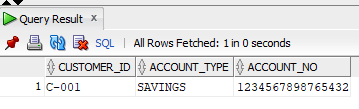 Query Result
SQL | All Rows Fetched: 1 in 0 seconds
CUSTOMER_ID ACCOUNT_TYPE ACCOUNT_NO
1 C-001 SAVINGS 1234567898765432